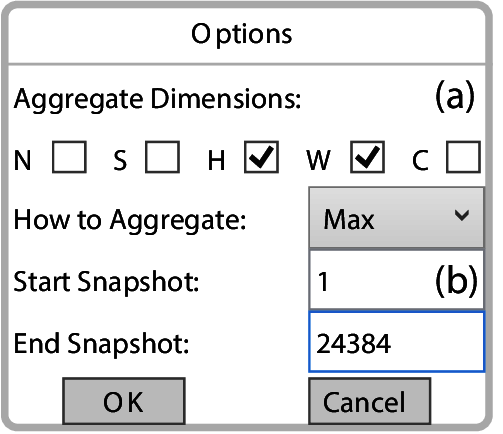 Options
Aggregate Dimensions: (a)
N S H W C
How to Aggregate: Max
Start Snapshot: 1 (b)
End Snapshot: 24384
OK Cancel